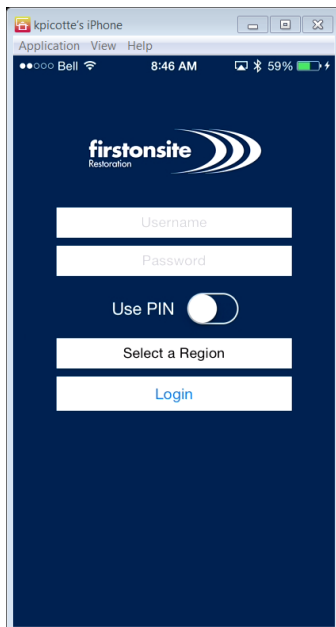 kpicotte's iPhone
Application View Help
Bell 8:46 AM 59%
firstonsite
Restoration
Username
Password
Use PIN
Select a Region
Login